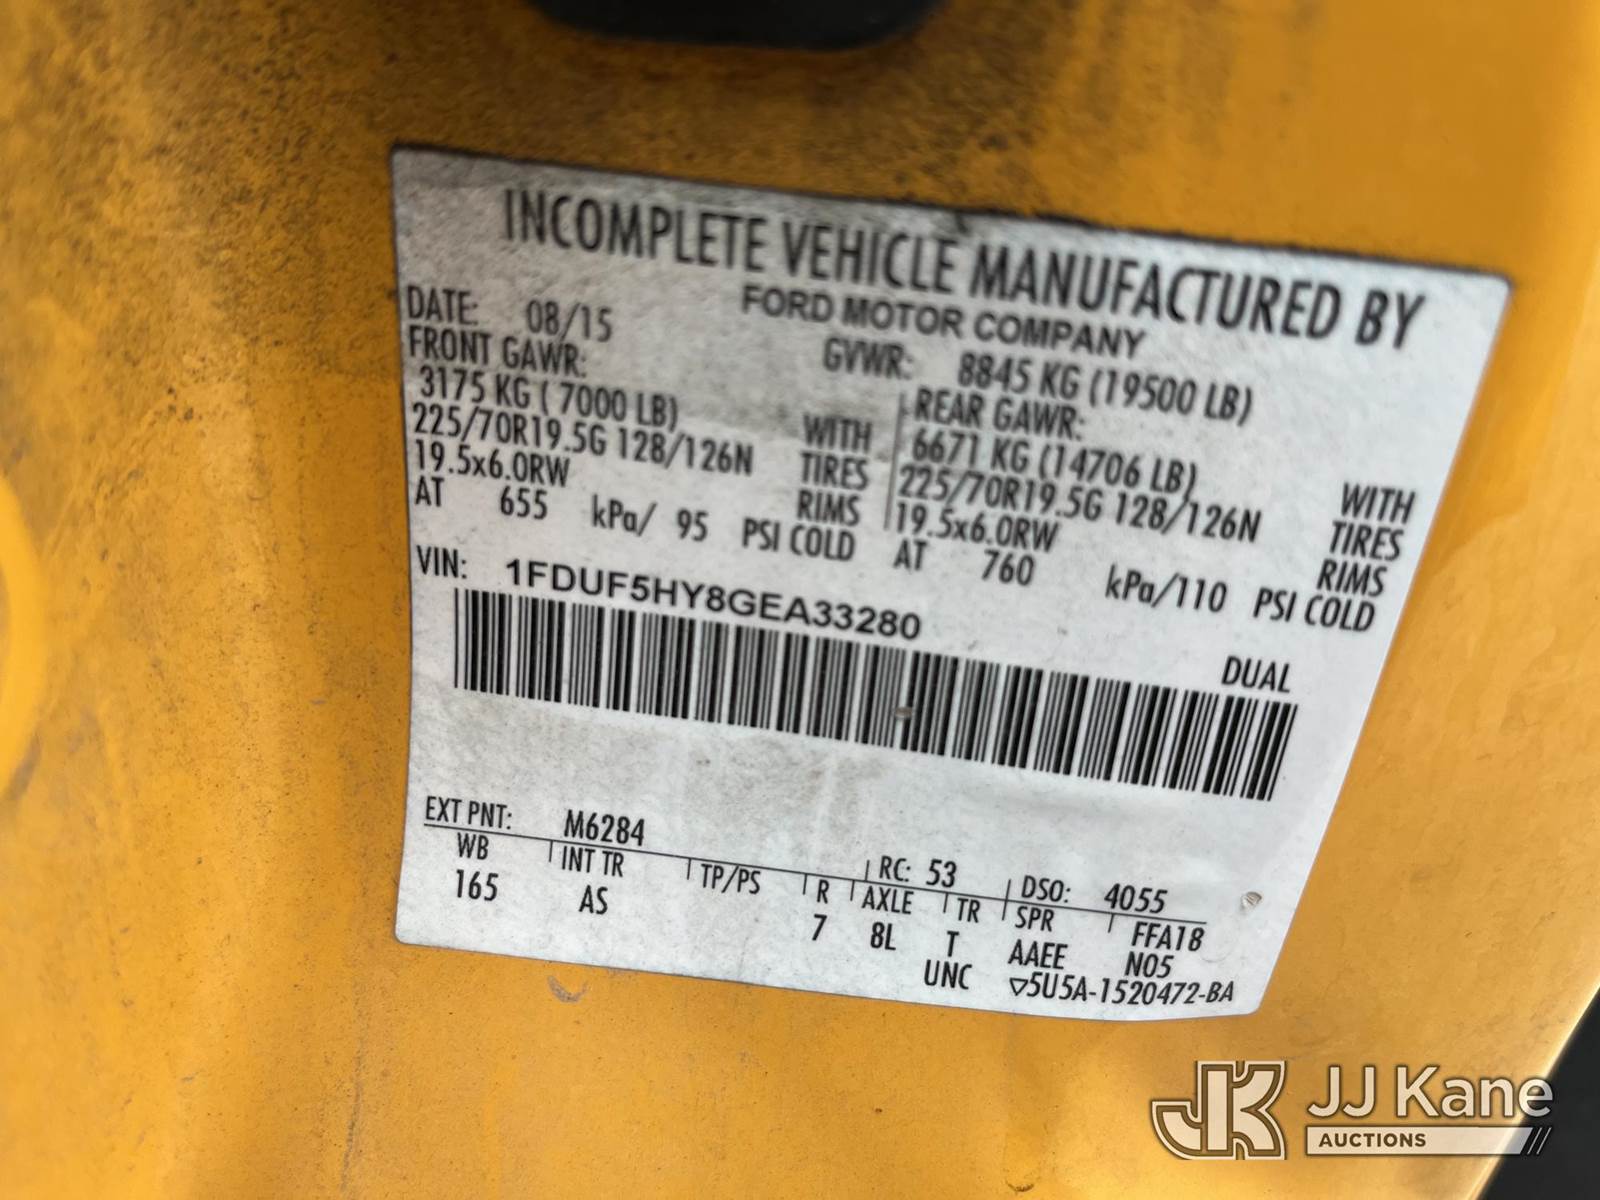 INCOMPLETE VEHICLE MANUFACTURED BY
FORD MOTOR COMPANY
DATE: 08/15 GVWR: 8845 KG (19500 LB)
FRONT GAWR: REAR GAWR:
3175 KG ( 7000 LB) WITH 6671 KG (14706 LB) WITH
225/70R19.5G 128/126N TIRES 225/70R19.5G 128/126N TIRES
19.5x6.0RW RIMS 19.5x6.0RW RIMS
AT 655 kPa/ 95 PSI COLD AT 760 kPa/110 PSI COLD
VIN: 1FDUF5HY8GEA33280
DUAL
EXT PNT: M6284 RC: 53 DSO: 4055
WB INT TR TP/PS R AXLE TR SPR FFA18
165 AS 7 8L T AAEE N05
UNC ▽5U5A-1520472-BA
JK JJ Kane
AUCTIONS